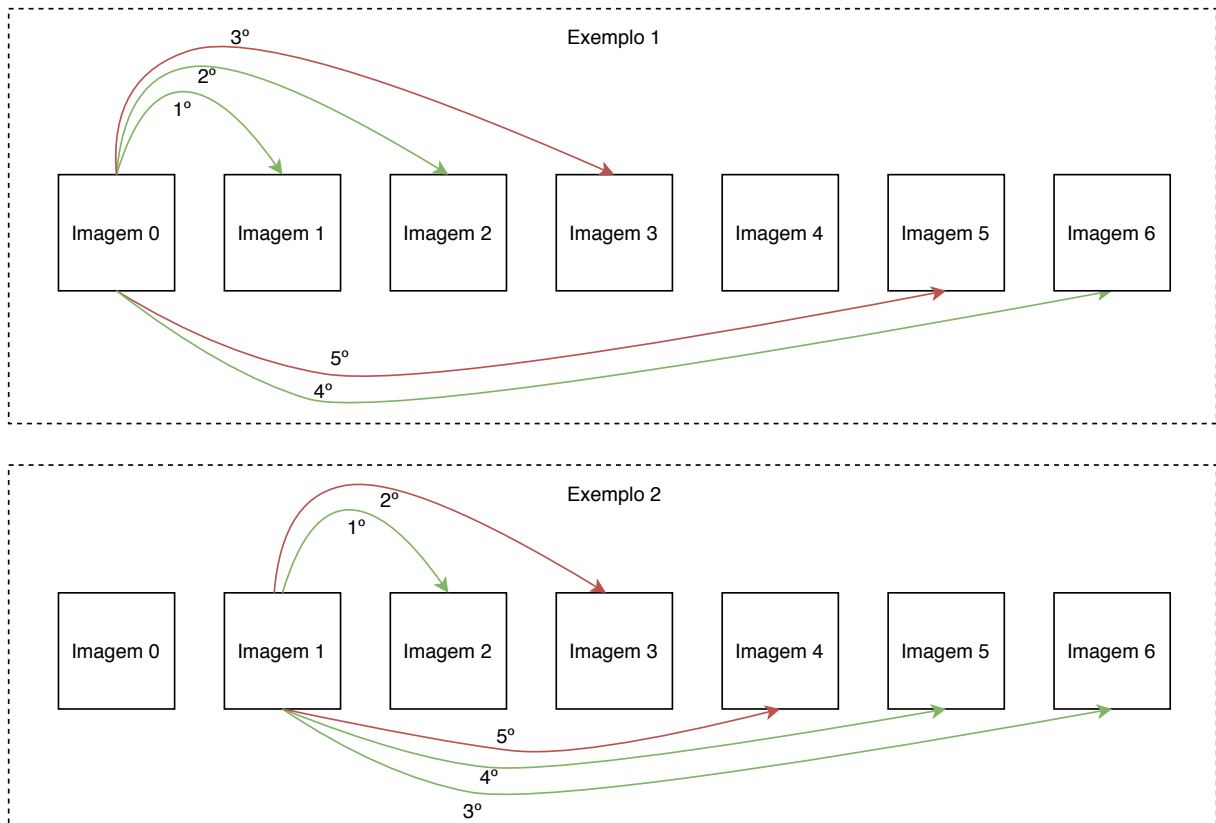 Exemplo 1
3º
2º
1º
Imagem 0
Imagem 1
Imagem 2
Imagem 3
Imagem 4
Imagem 5
Imagem 6
5º
4º
Exemplo 2
2º
1º
Imagem 0
Imagem 1
Imagem 2
Imagem 3
Imagem 4
Imagem 5
Imagem 6
5º
4º
3º